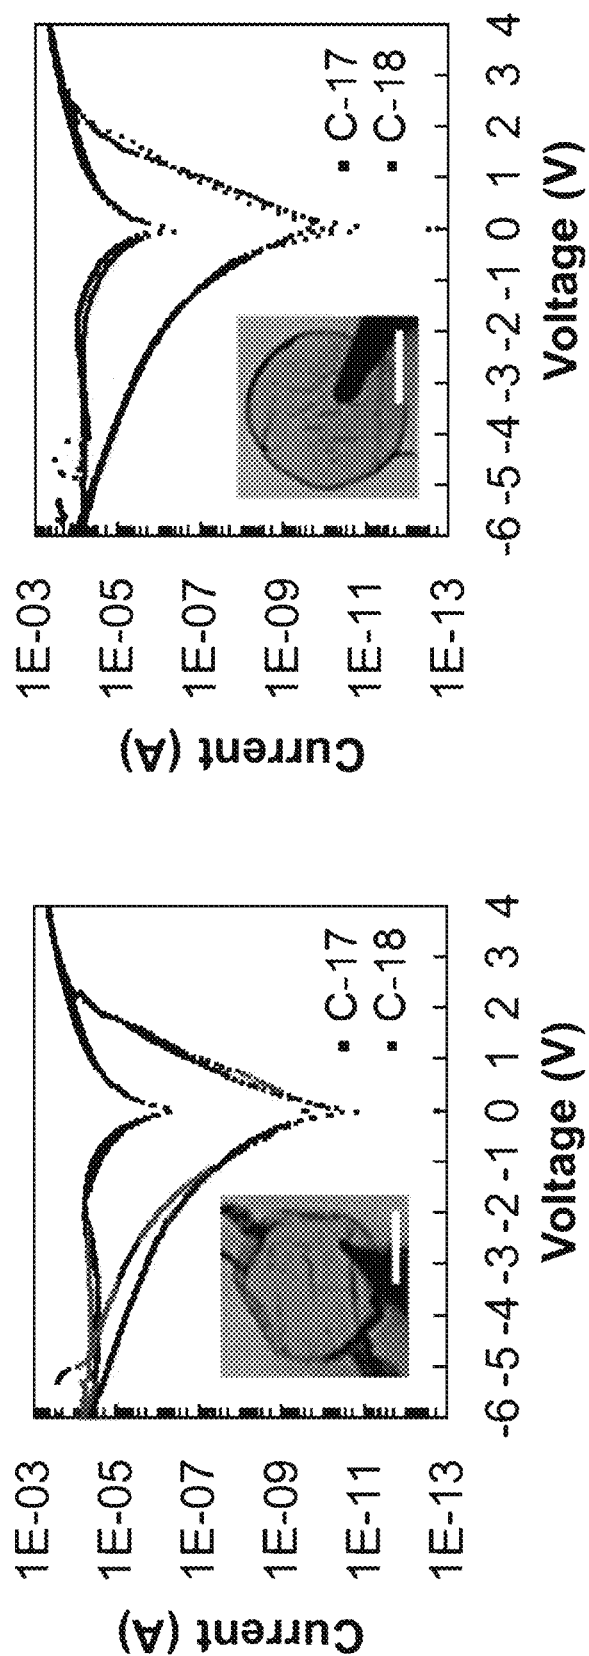 Current (A)
1E-03
1E-05
1E-07
1E-09
1E-11
1E-13
C-17
C-18
-6 -5 -4 -3 -2 -1 0 1 2 3 4
Voltage (V)
Current (A)
1E-03
1E-05
1E-07
1E-09
1E-11
1E-13
C-17
C-18
-6 -5 -4 -3 -2 -1 0 1 2 3 4
Voltage (V)